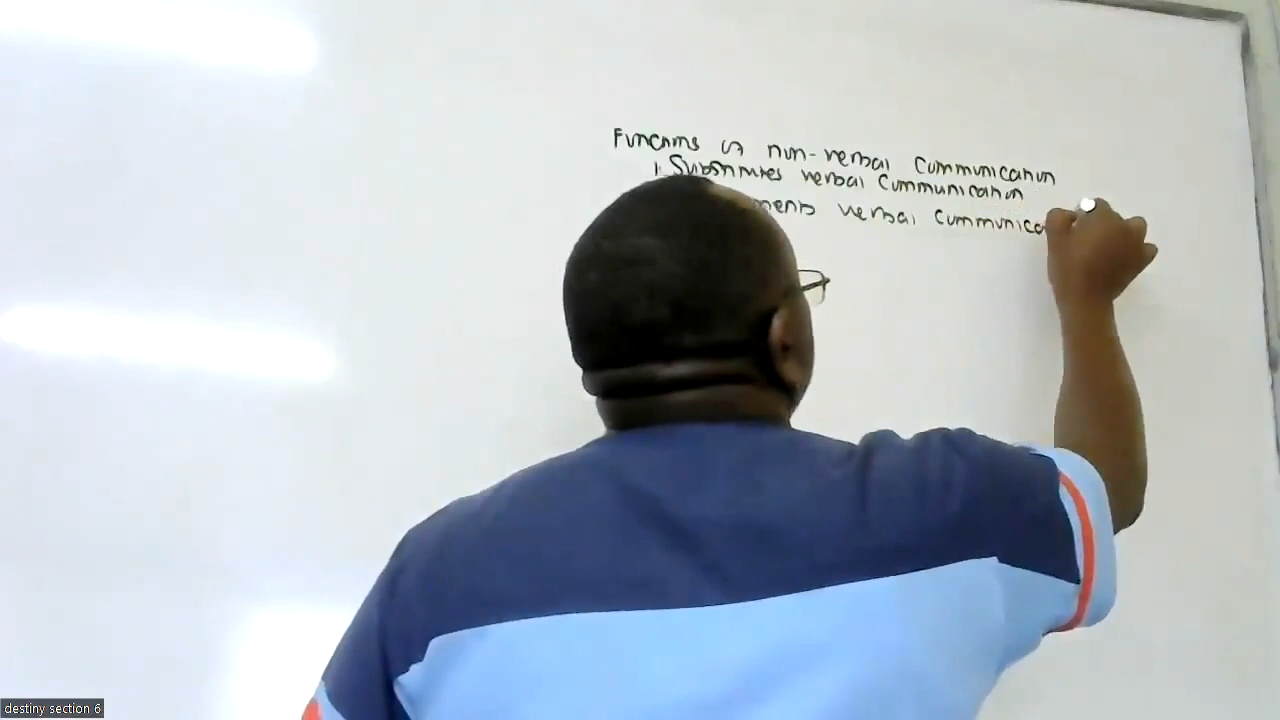 Functions of non-verbal communication
1. Substitutes verbal communication
verbal communica
destiny section 6